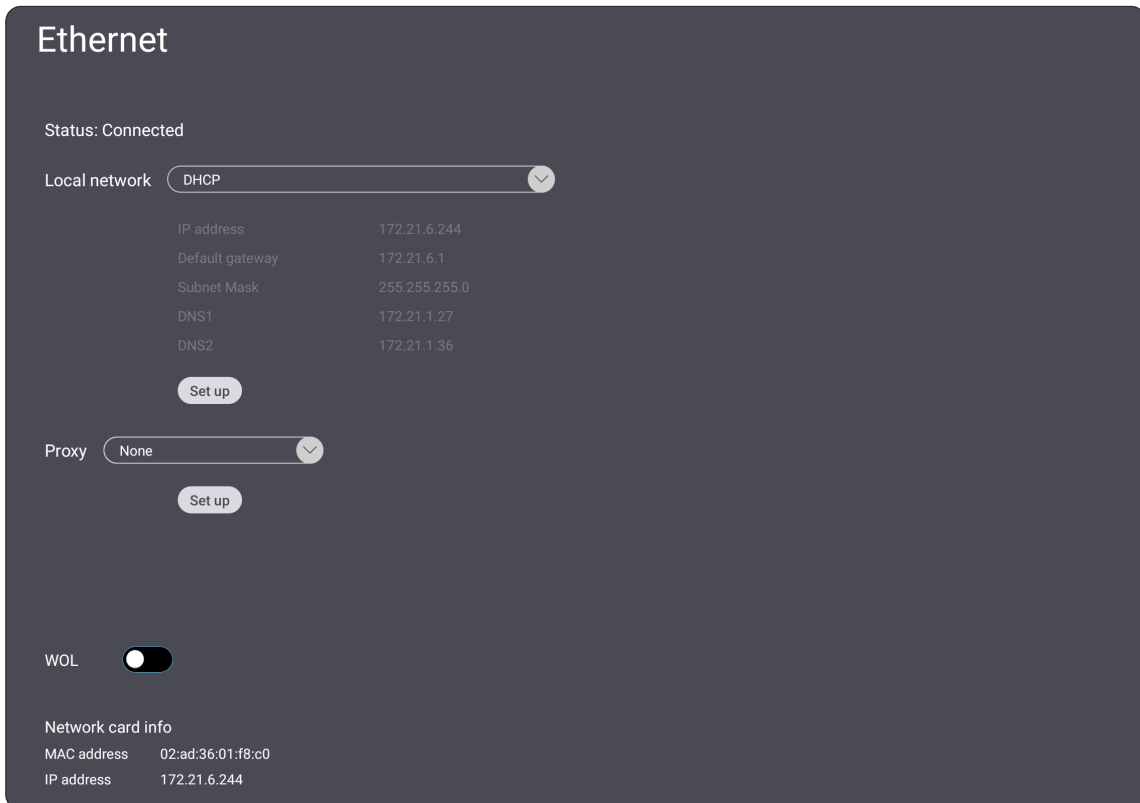 Ethernet
Status: Connected
Local network DHCP
IP address 172.21.6.244
Default gateway 172.21.6.1
Subnet Mask 255.255.255.0
DNS1 172.21.1.27
DNS2 172.21.1.36
Set up
Proxy None
Set up
WOL
Network card info
MAC address 02:ad:36:01:f8:c0
IP address 172.21.6.244